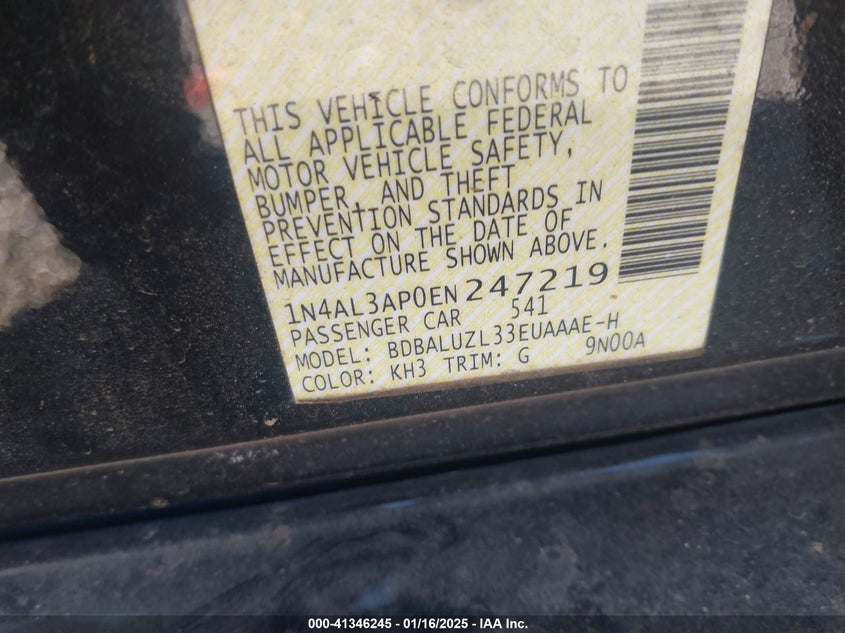 THIS VEHICLE CONFORMS TO
ALL APPLICABLE FEDERAL
MOTOR VEHICLE SAFETY,
BUMPER, AND THEFT
PREVENTION STANDARDS IN
EFFECT ON THE DATE OF
MANUFACTURE SHOWN ABOVE.
1N4AL3AP0EN247219
PASSENGER CAR 541
MODEL: BDBALUZL33EUAAAE-H
COLOR: KH3 TRIM: G 9N00A
000-41346245 - 01/16/2025 - IAA Inc.